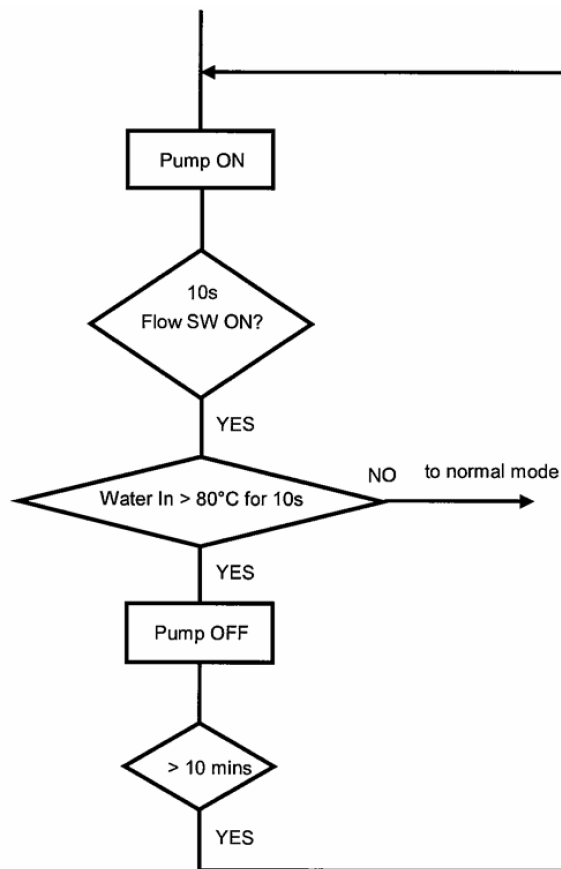 Pump ON
10s
Flow SW ON?
YES
Water In > 80°C for 10s
NO
to normal mode
YES
Pump OFF
> 10 mins
YES